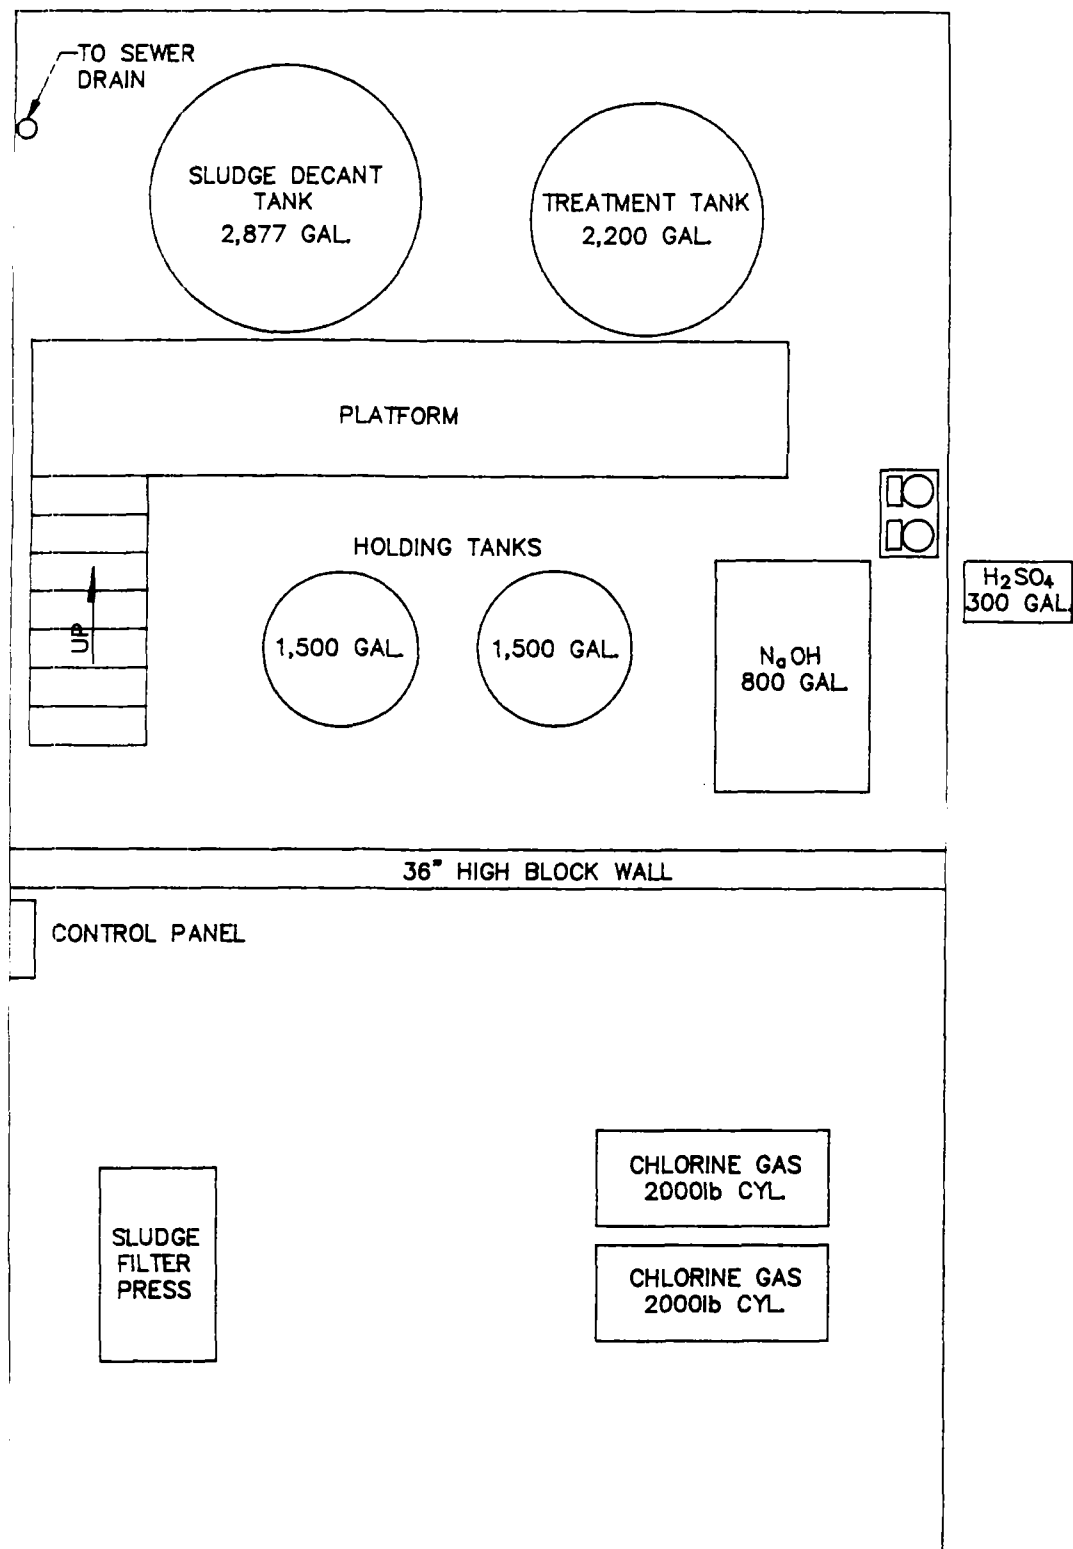 TO SEWER
DRAIN
SLUDGE DECANT
TANK
2,877 GAL.
TREATMENT TANK
2,200 GAL.
PLATFORM
HOLDING TANKS
H₂SO₄
300 GAL.
UP
1,500 GAL.
1,500 GAL.
NaOH
800 GAL.
36" HIGH BLOCK WALL
CONTROL PANEL
CHLORINE GAS
2000lb CYL.
SLUDGE
FILTER
PRESS
CHLORINE GAS
2000lb CYL.